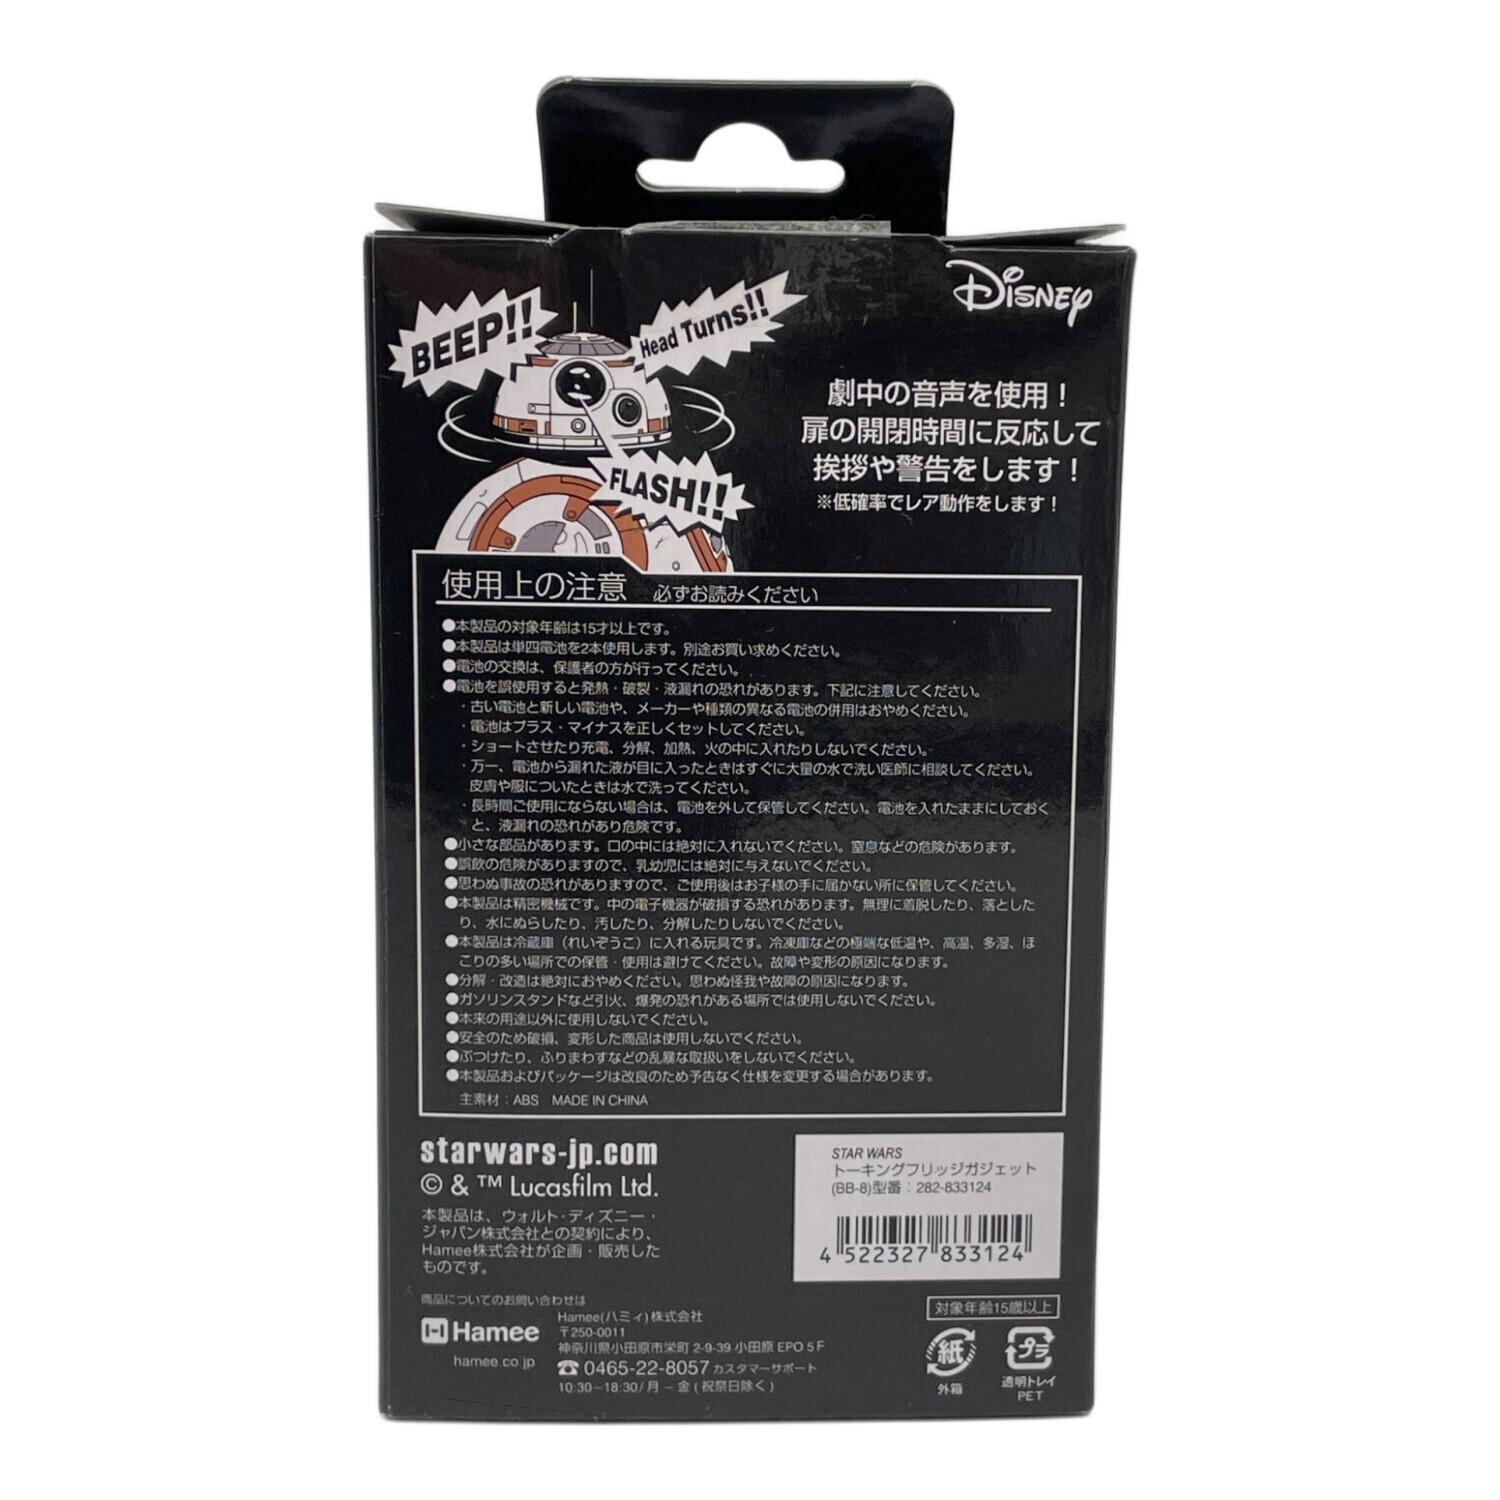 BEEP!!
Head Turns!!
FLASH!!
Disney
劇中の音声を使用！
扉の開閉時間に反応して
挨拶や警告をします！
※低確率でレア動作をします！
使用上の注意 必ずお読みください
●本製品の対象年齢は15才以上です。
●本製品は単四電池を2本使用します。別途お買い求めください。
●電池の交換は、保護者の方が行ってください。
●電池を誤使用すると発熱・破裂・液漏れの恐れがあります。下記に注意してください。
・古い電池と新しい電池や、メーカーや種類の異なる電池の併用はおやめください。
・電池はプラス・マイナスを正しくセットしてください。
・ショートさせたり充電、分解、加熱、火の中に入れたりしないでください。
・万一、電池から漏れた液が目に入ったときはすぐに大量の水で洗い医師に相談してください。
皮膚や服についたときは水で洗ってください。
・長時間ご使用にならない場合は、電池を外して保管してください。電池を入れたままにしておく
と、液漏れの恐れがあり危険です。
●小さな部品があります。口の中には絶対に入れないでください。窒息などの危険があります。
●誤飲の危険がありますので、乳幼児には絶対に与えないでください。
●思わぬ事故の恐れがありますので、ご使用後はお子様の手に届かない所に保管してください。
●本製品は精密機械です。中の電子機器が破損する恐れがあります。無理に着脱したり、落とした
り、水にぬらしたり、汚したり、分解したりしないでください。
●本製品は冷蔵庫（れいぞうこ）に入れる玩具です。冷凍庫などの極端な低温や、高温、多湿、ほ
こりの多い場所での保管・使用は避けてください。故障や変形の原因になります。
●分解・改造は絶対におやめください。思わぬ怪我や故障の原因になります。
●ガソリンスタンドなど引火、爆発の恐れがある場所では使用しないでください。
●本来の用途以外に使用しないでください。
●安全のため破損、変形した商品は使用しないでください。
●ぶつけたり、ふりまわすなどの乱暴な取扱いをしないでください。
●本製品およびパッケージは改良のため予告なく仕様を変更する場合があります。
主素材：ABS MADE IN CHINA
starwars-jp.com
© & ™ Lucasfilm Ltd.
本製品は、ウォルト・ディズニー・
ジャパン株式会社との契約により、
Hamee株式会社が企画・販売した
ものです。
STAR WARS
トーキングフリッジガジェット
(BB-8)型番：282-833124
4 522327 833124
商品についてのお問い合わせは
Hamee
hamee.co.jp
Hamee(ハミィ)株式会社
〒250-0011
神奈川県小田原市栄町 2-9-39 小田原 EPO 5 F
☎ 0465-22-8057 カスタマーサポート
10:30〜18:30/ 月 − 金 ( 祝祭日除く )
対象年齢15歳以上
紙
外箱
プラ
透明トレイ
PET